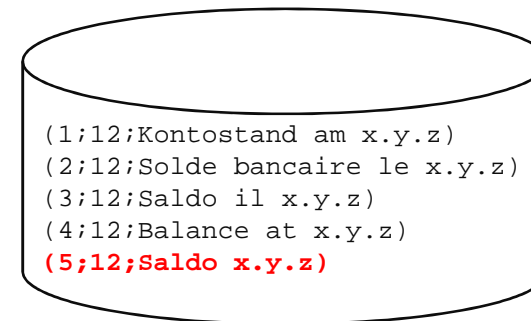 (1;12;Kontostand am x.y.z)
(2;12;Solde bancaire le x.y.z)
(3;12;Saldo il x.y.z)
(4;12;Balance at x.y.z)
(5;12;Saldo x.y.z)